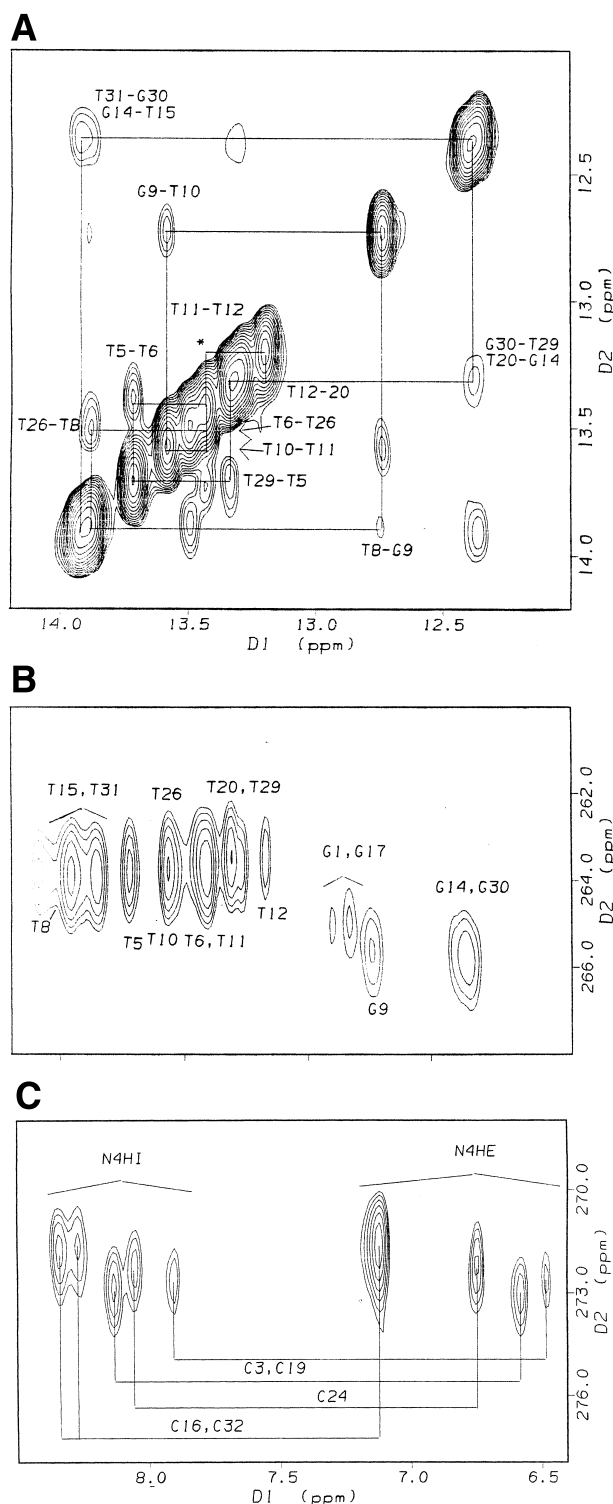 A
T31-G30
G14-T15
G9-T10
T11-T12
*
T5-T6
G30-T29
T20-G14
T12-20
T26-T8
T6-T26
T10-T11
T29-T5
T8-G9
12.5
13.0
13.5
14.0
D2 (ppm)
14.0 13.5 13.0 12.5
D1 (ppm)
B
T15,T31
T26
T20,T29
G1,G17
G14,G30
T8
T5
T10
T6,T11
T12
G9
262.0
264.0
266.0
D2 (ppm)
C
N4HI
N4HE
C3,C19
C24
C16,C32
270.0
273.0
276.0
D2 (ppm)
8.0 7.5 7.0 6.5
D1 (ppm)